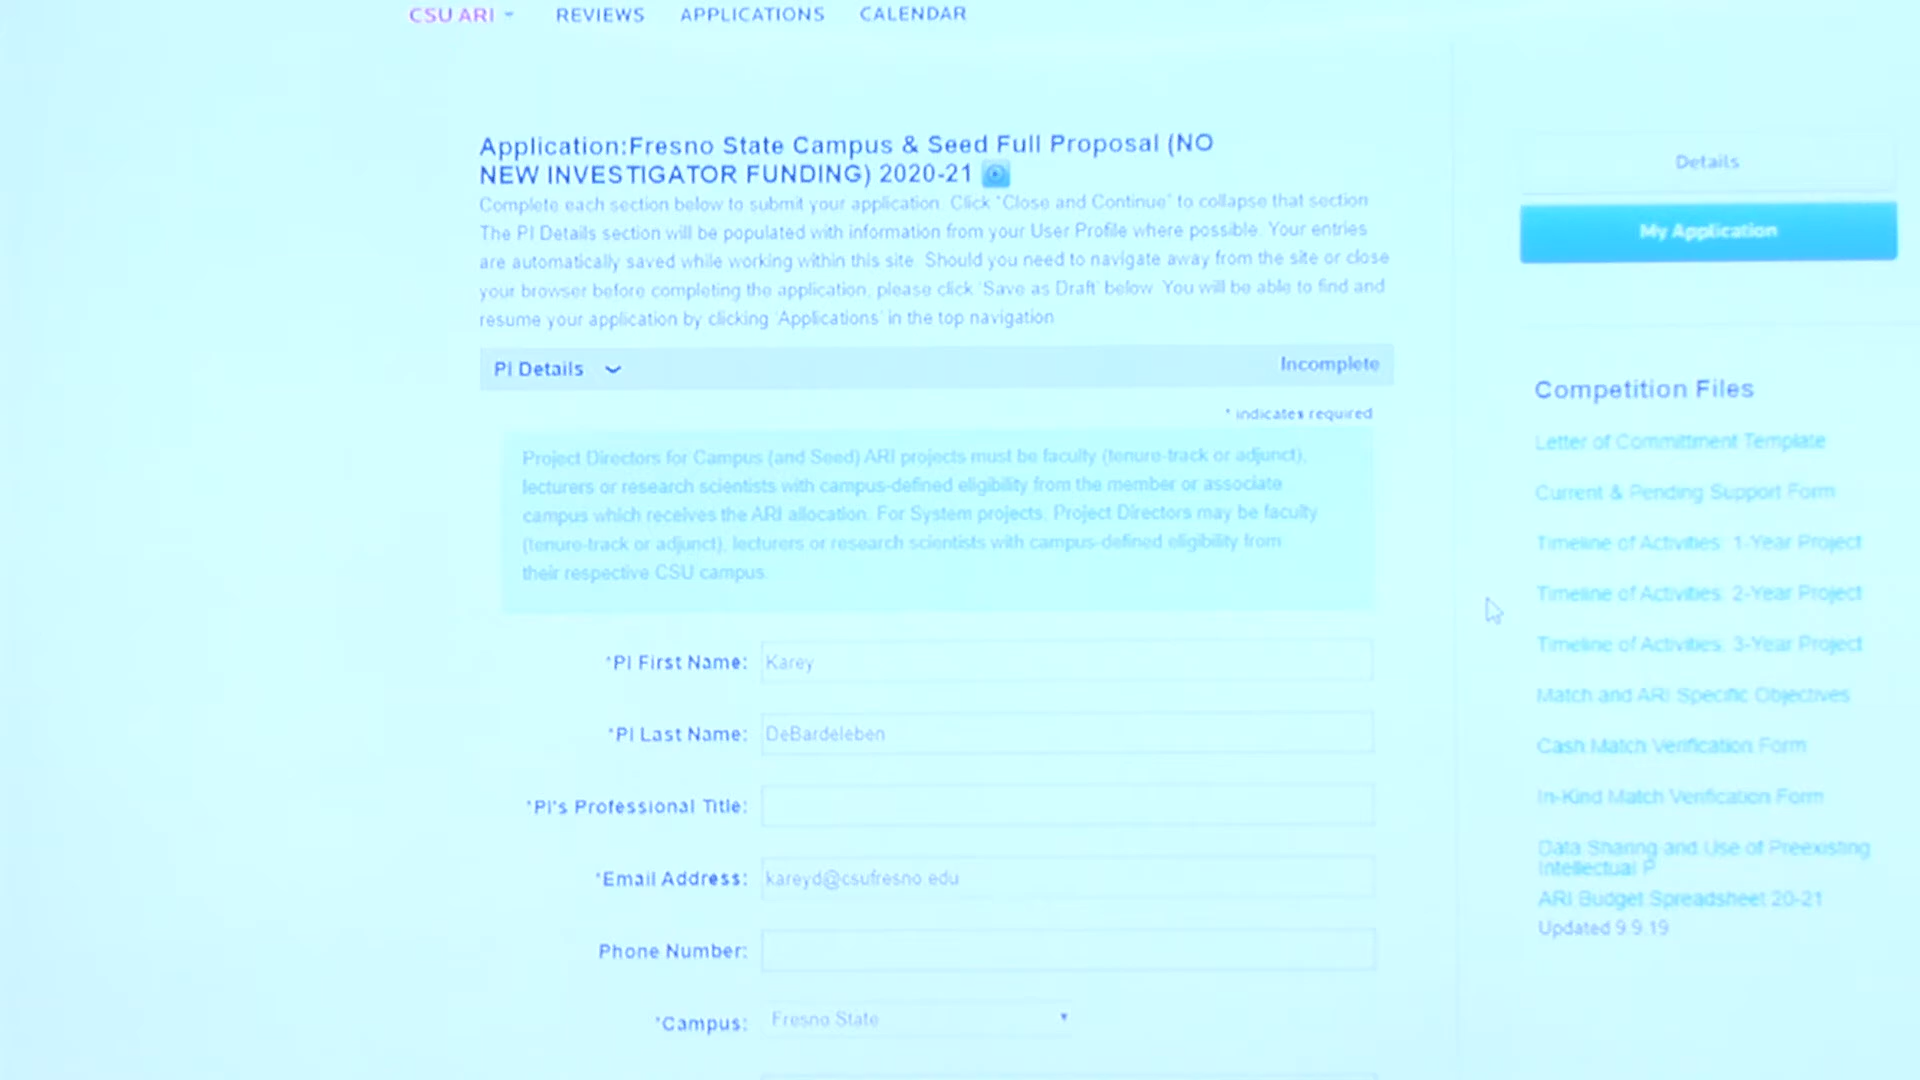 CSU ARI REVIEWS APPLICATIONS CALENDAR
Application:Fresno State Campus & Seed Full Proposal (NO
NEW INVESTIGATOR FUNDING) 2020-21
Complete each section below to submit your application. Click "Close and Continue" to collapse that section.
The PI Details section will be populated with information from your User Profile where possible. Your entries
are automatically saved while working within this site. Should you need to navigate away from the site or close
your browser before completing the application, please click 'Save as Draft' below. You will be able to find and
resume your application by clicking 'Applications' in the top navigation.
PI Details Incomplete
* indicates required
Project Directors for Campus (and Seed) ARI projects must be faculty (tenure-track or adjunct),
lecturers or research scientists with campus-defined eligibility from the member or associate
campus which receives the ARI allocation. For System projects, Project Directors may be faculty
(tenure-track or adjunct), lecturers or research scientists with campus-defined eligibility from
their respective CSU campus.
*PI First Name: Karey
*PI Last Name: DeBardeleben
*PI's Professional Title:
*Email Address: kareyd@csufresno.edu
Phone Number:
*Campus: Fresno State
Details
My Application
Competition Files
Letter of Committment Template
Current & Pending Support Form
Timeline of Activities: 1-Year Project
Timeline of Activities: 2-Year Project
Timeline of Activities: 3-Year Project
Match and ARI Specific Objectives
Cash Match Verification Form
In-Kind Match Verification Form
Data Sharing and Use of Preexisting
Intellectual P
ARI Budget Spreadsheet 20-21
Updated 9.9.19